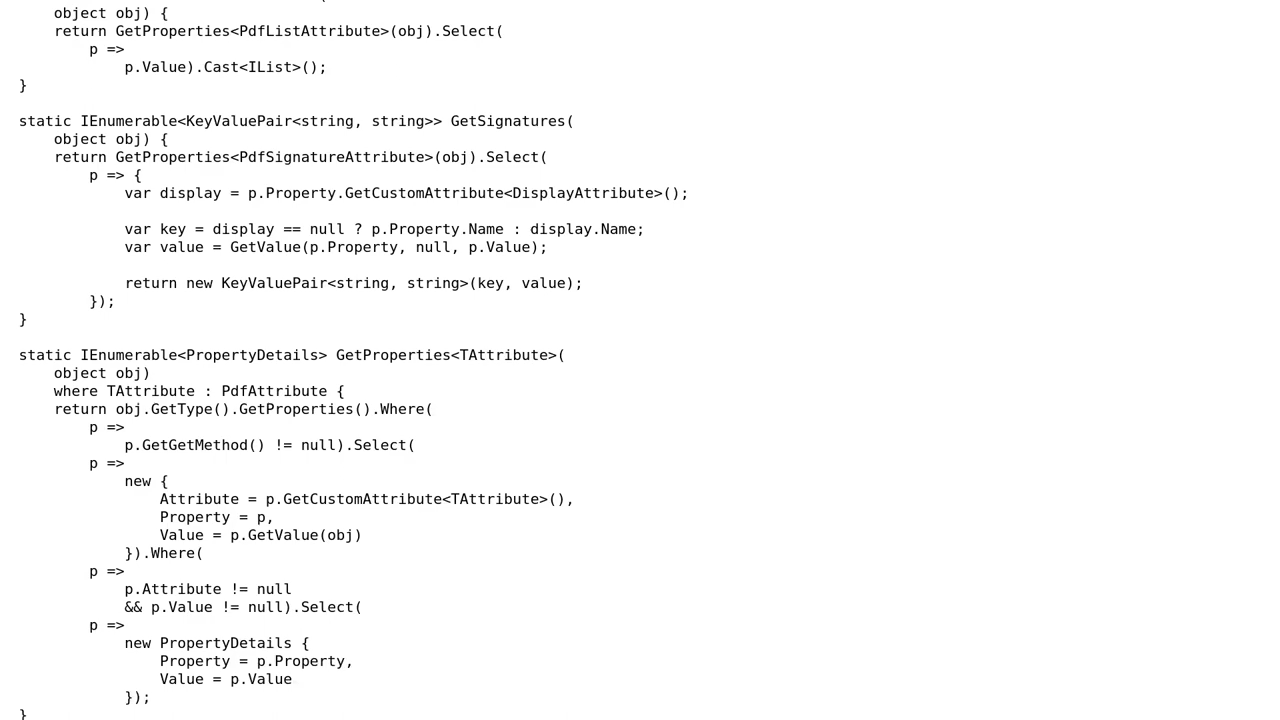 object obj) {
return GetProperties<PdfListAttribute>(obj).Select(
p =>
p.Value).Cast<IList>();
}
static IEnumerable<KeyValuePair<string, string>> GetSignatures(
object obj) {
return GetProperties<PdfSignatureAttribute>(obj).Select(
p => {
var display = p.Property.GetCustomAttribute<DisplayAttribute>();
var key = display == null ? p.Property.Name : display.Name;
var value = GetValue(p.Property, null, p.Value);
return new KeyValuePair<string, string>(key, value);
});
}
static IEnumerable<PropertyDetails> GetProperties<TAttribute>(
object obj)
where TAttribute : PdfAttribute {
return obj.GetType().GetProperties().Where(
p =>
p.GetGetMethod() != null).Select(
p =>
new {
Attribute = p.GetCustomAttribute<TAttribute>(),
Property = p,
Value = p.GetValue(obj)
}).Where(
p =>
p.Attribute != null
&& p.Value != null).Select(
p =>
new PropertyDetails {
Property = p.Property,
Value = p.Value
});
}